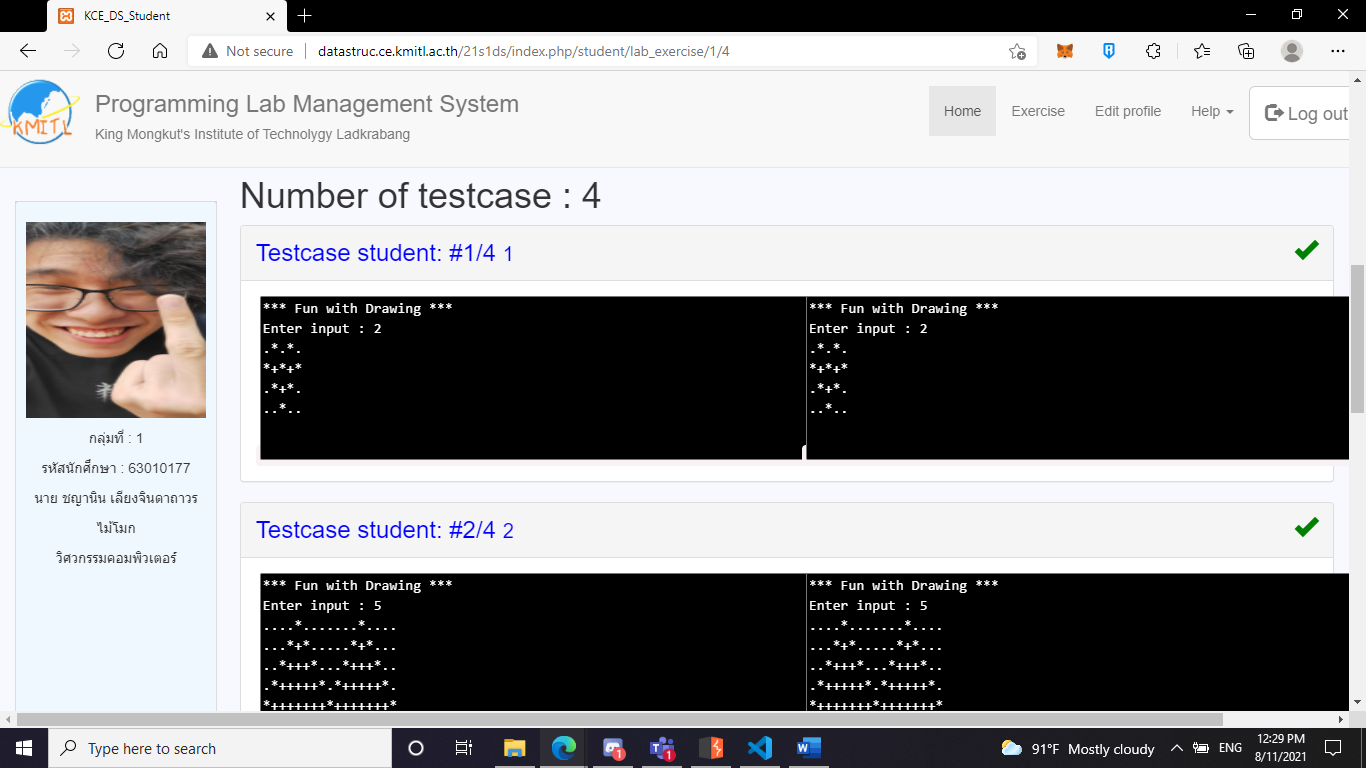 KCE_DS_Student
Not secure
datastruc.ce.kmitl.ac.th/21s1ds/index.php/student/lab_exercise/1/4
KMITL
Programming Lab Management System
King Mongkut's Institute of Technolygy Ladkrabang
Home
Exercise
Edit profile
Help
Log out
กลุ่มที่ : 1
รหัสนักศึกษา : 63010177
นาย ชญานิน เลียงจินดาถาวร
ไม้โมก
วิศวกรรมคอมพิวเตอร์
Number of testcase : 4
Testcase student: #1/4 1
*** Fun with Drawing ***
Enter input : 2
.*.*.
*+*+*
.*+*.
..*..
*** Fun with Drawing ***
Enter input : 2
.*.*.
*+*+*
.*+*.
..*..
Testcase student: #2/4 2
*** Fun with Drawing ***
Enter input : 5
....*.......*....
...*+*.....*+*...
..*+++*...*+++*..
.*+++++*.*+++++*.
*+++++++*+++++++*
*** Fun with Drawing ***
Enter input : 5
....*.......*....
...*+*.....*+*...
..*+++*...*+++*..
.*+++++*.*+++++*.
*+++++++*+++++++*
Type here to search
1
1
91°F Mostly cloudy
ENG
12:29 PM
8/11/2021